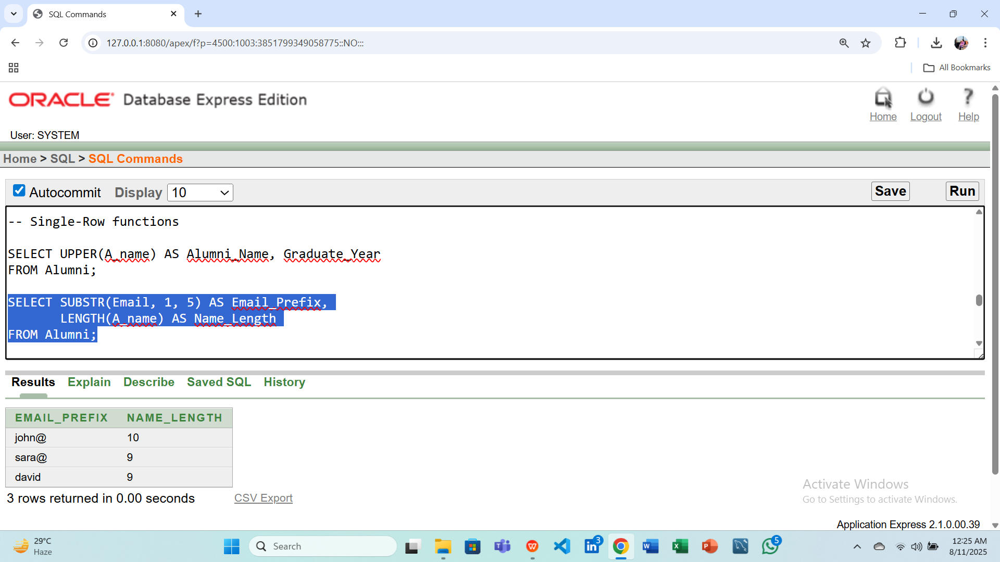 SQL Commands
127.0.0.1:8080/apex/f?p=4500:1003:3851799349058775::NO:::
All Bookmarks
ORACLE® Database Express Edition
Home Logout Help
User: SYSTEM
Home > SQL > SQL Commands
Autocommit Display 10 Save Run
-- Single-Row functions
SELECT UPPER(A_name) AS Alumni_Name, Graduate_Year
FROM Alumni;
SELECT SUBSTR(Email, 1, 5) AS Email_Prefix,
LENGTH(A_name) AS Name_Length
FROM Alumni;
Results Explain Describe Saved SQL History
EMAIL_PREFIX NAME_LENGTH
john@ 10
sara@ 9
david 9
3 rows returned in 0.00 seconds CSV Export
Activate Windows
Go to Settings to activate Windows.
Application Express 2.1.0.00.39
29°C
Haze
Search
3
5
12:25 AM
8/11/2025